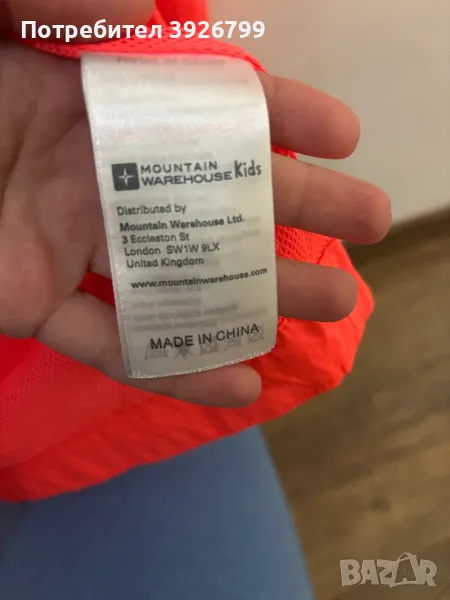 Потребител 3926799
MOUNTAIN
WAREHOUSE Kids
Distributed by
Mountain Warehouse Ltd.
3 Eccleston St
London SW1W 9LX
United Kingdom
www.mountainwarehouse.com
MADE IN CHINA
BAZAR